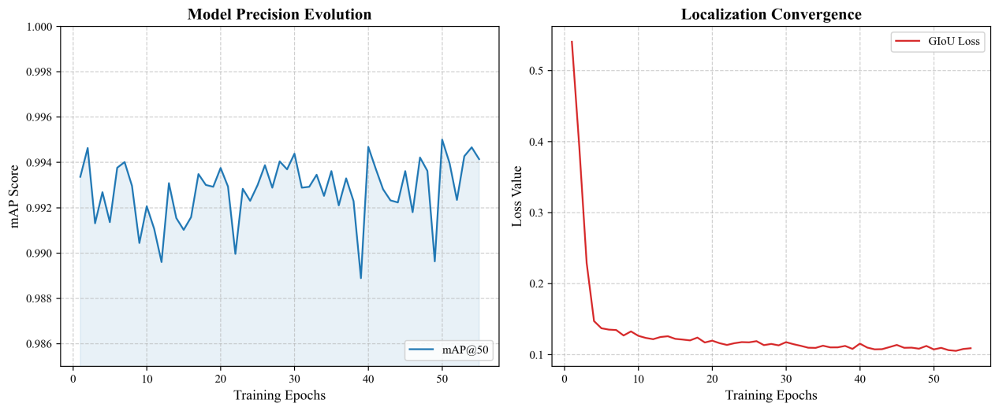 Model Precision Evolution
1.000
0.998
0.996
0.994
0.992
0.990
0.988
0.986
mAP Score
mAP@50
0 10 20 30 40 50
Training Epochs
Localization Convergence
GIoU Loss
0.5
0.4
0.3
0.2
0.1
Loss Value
0 10 20 30 40 50
Training Epochs